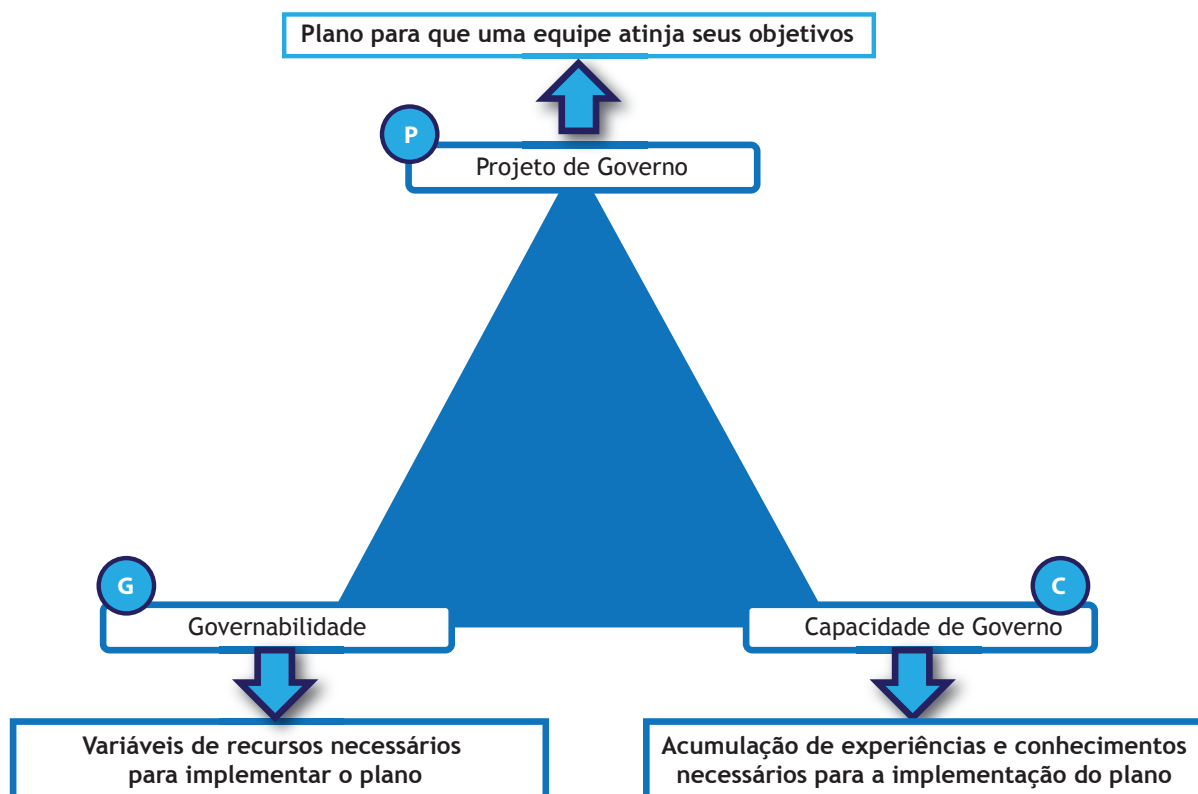 Plano para que uma equipe atinja seus objetivos
P
Projeto de Governo
G
Governabilidade
C
Capacidade de Governo
Variáveis de recursos necessários
para implementar o plano
Acumulação de experiências e conhecimentos
necessários para a implementação do plano